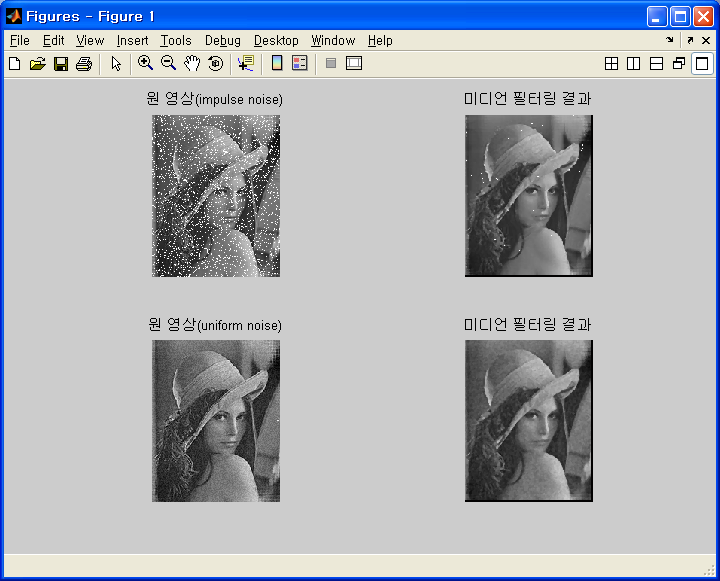 Figures - Figure 1
File Edit View Insert Tools Debug Desktop Window Help
원 영상(impulse noise)
미디언 필터링 결과
원 영상(uniform noise)
미디언 필터링 결과